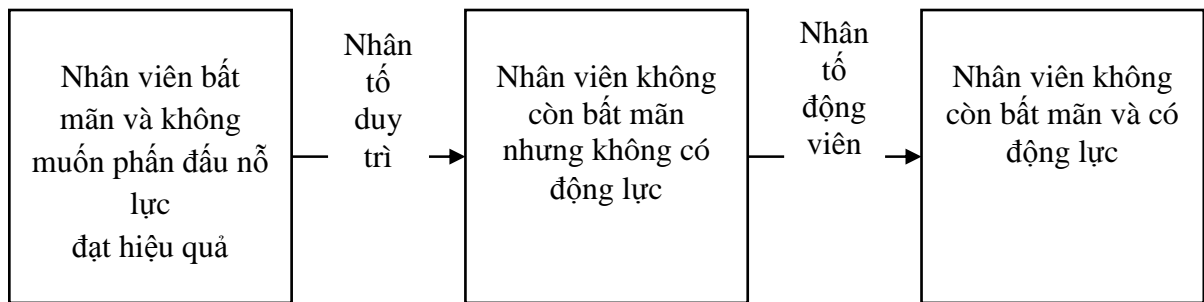 Nhân viên bất
mãn và không
muốn phấn đấu nỗ
lực
đạt hiệu quả
Nhân
tố
duy
trì
Nhân viên không
còn bất mãn
nhưng không có
động lực
Nhân
tố
động
viên
Nhân viên không
còn bất mãn và có
động lực